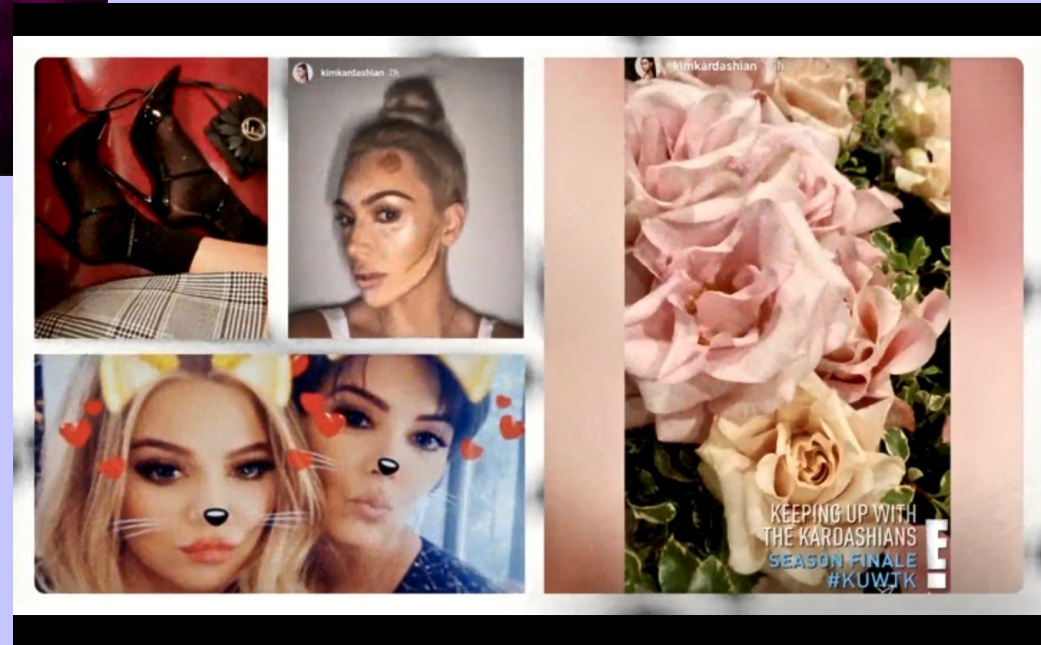 kimkardashian 2h
kimkardashian
KEEPING UP WITH
THE KARDASHIANS
SEASON FINALE
#KUWTK
E!